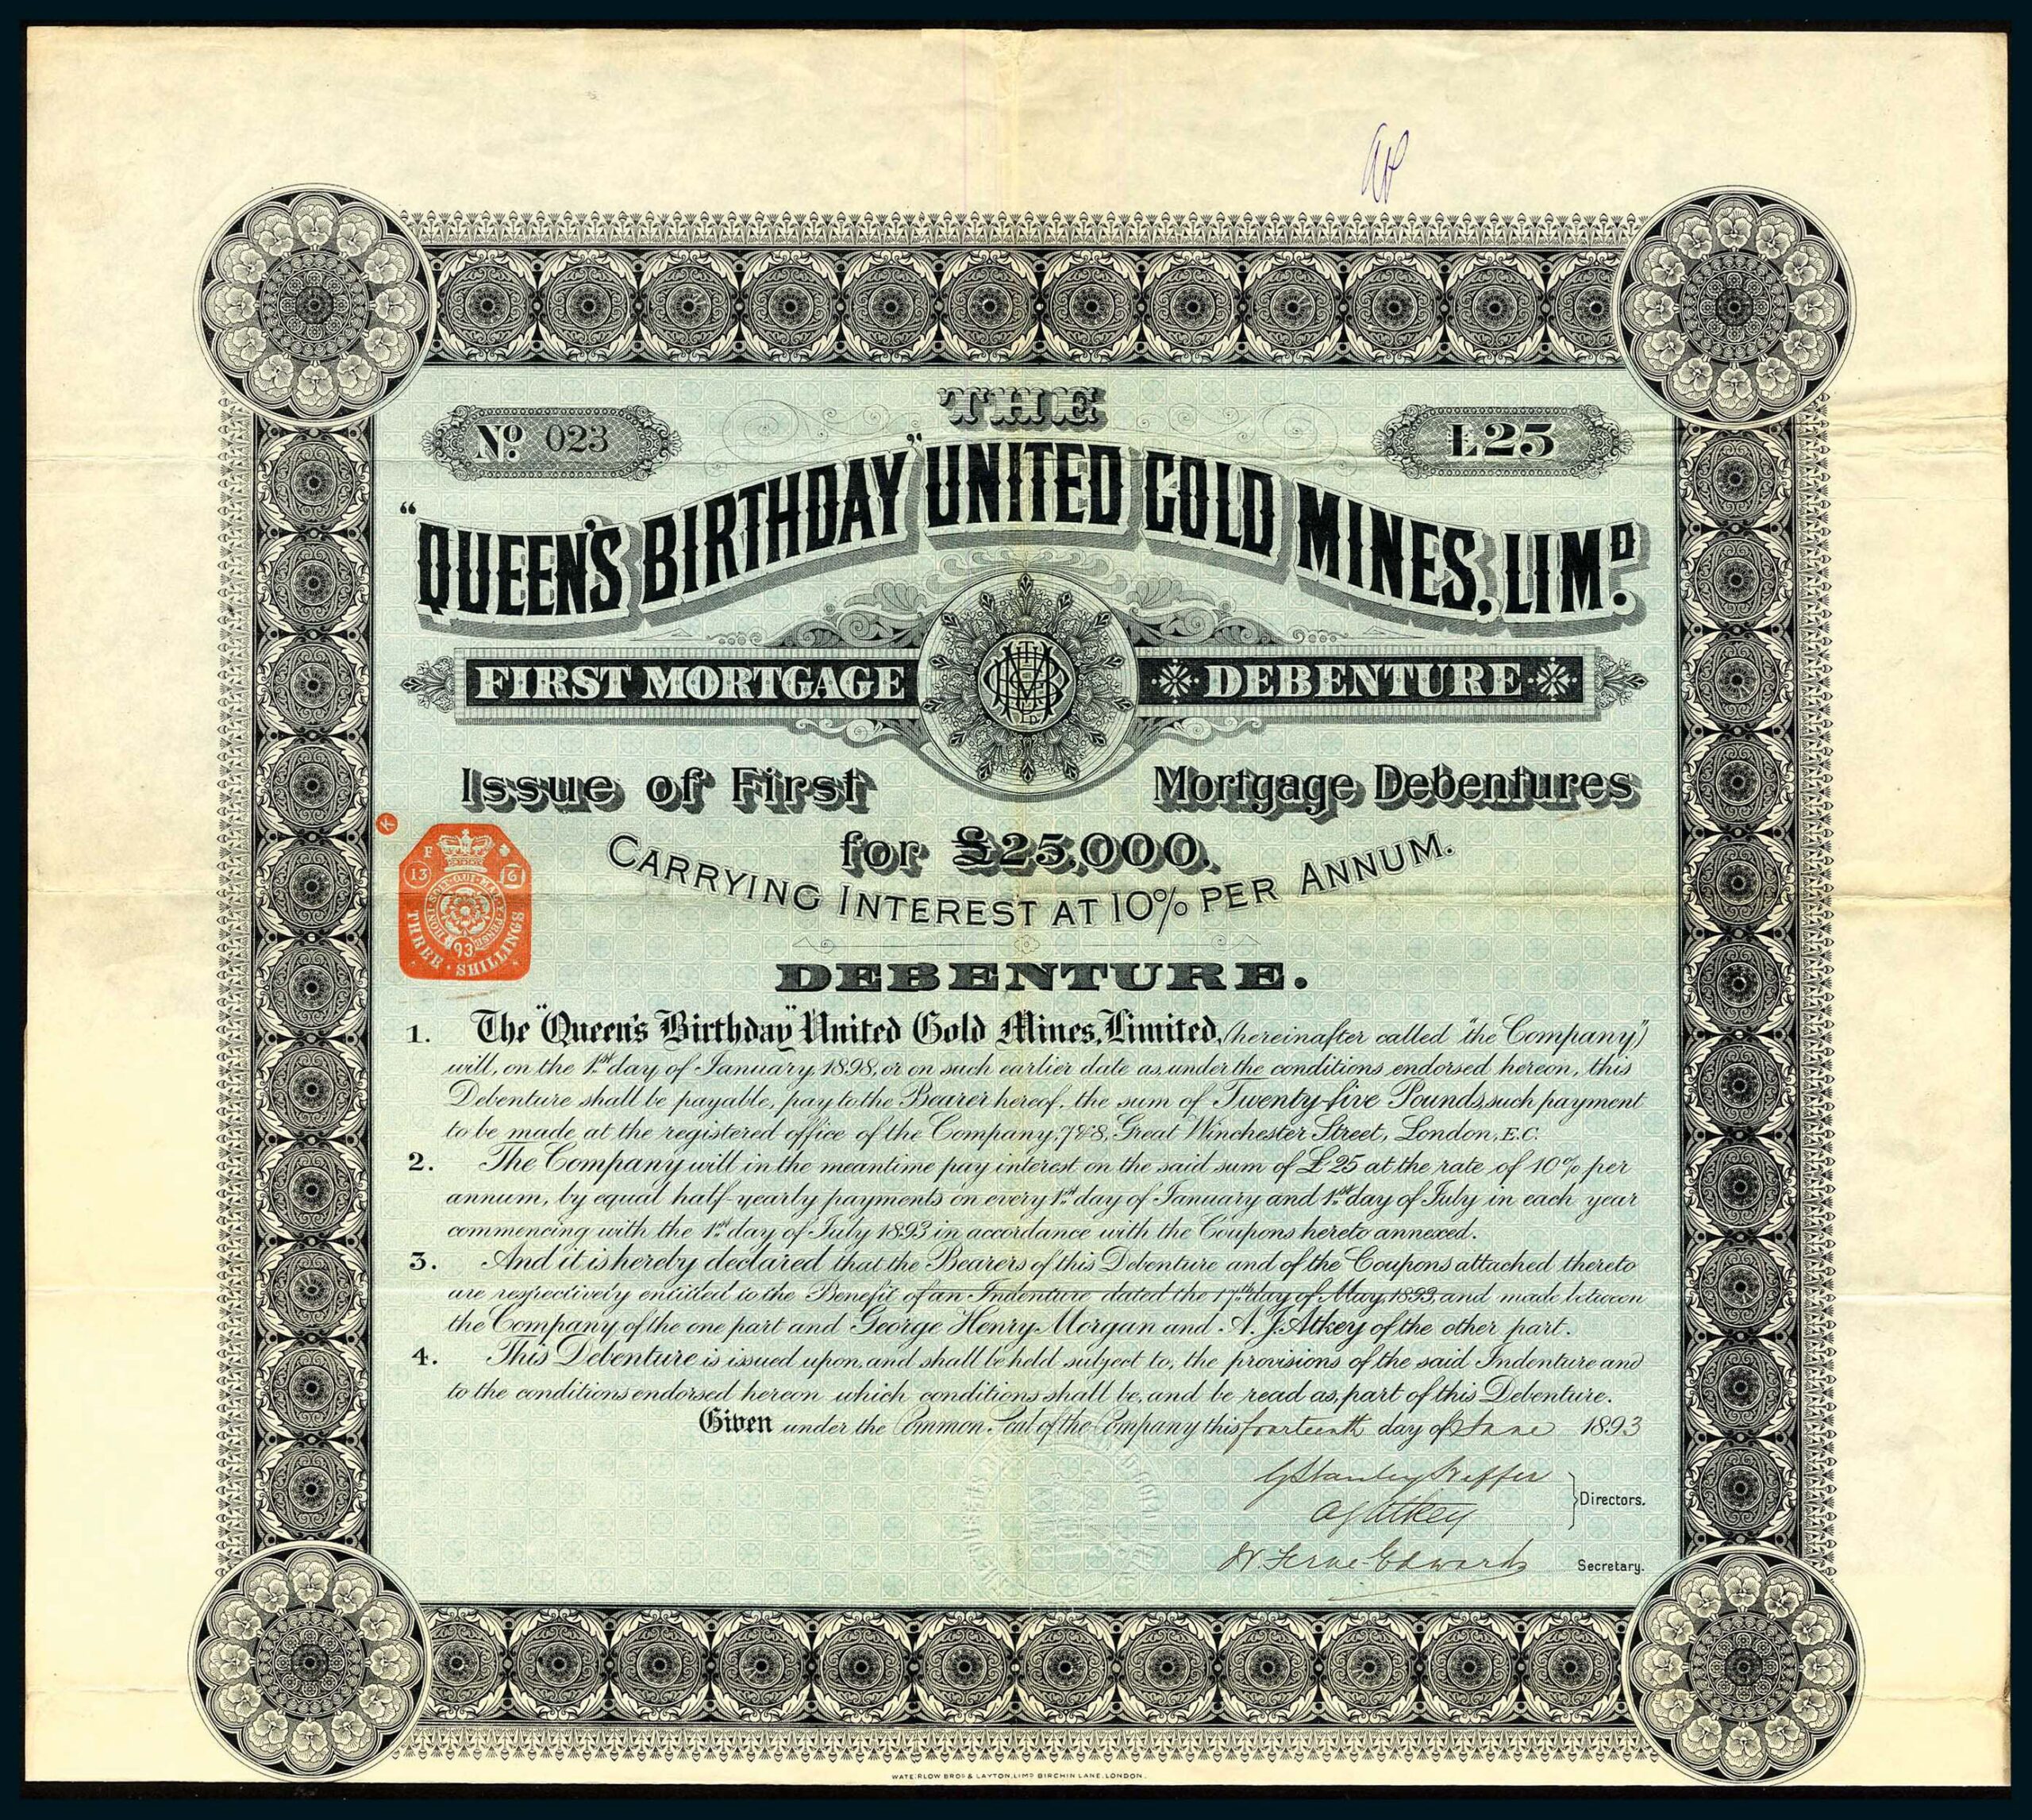 THE
Nº 023
£25
"QUEEN'S BIRTHDAY" UNITED GOLD MINES, LIMD.
FIRST MORTGAGE DEBENTURE
Issue of First Mortgage Debentures
for £25,000.
CARRYING INTEREST AT 10% PER ANNUM.
K
F
13 16
HONI·SOIT·QUI·MAL·Y·PENSE
93
THREE · SHILLINGS
DEBENTURE.
1. The "Queen's Birthday" United Gold Mines, Limited, (hereinafter called "the Company")
will, on the 1st day of January, 1898, or on such earlier date as, under the conditions endorsed hereon, this
Debenture shall be payable, pay to the Bearer hereof, the sum of Twenty-five Pounds, such payment
to be made at the registered office of the Company, 7 & 8, Great Winchester Street, London, E.C.
2. The Company will in the meantime pay interest on the said sum of £25 at the rate of 10% per
annum, by equal half-yearly payments on every 1st day of January and 1st day of July in each year
commencing with the 1st day of July 1893 in accordance with the Coupons hereto annexed.
3. And it is hereby declared that the Bearers of this Debenture and of the Coupons attached thereto
are respectively entitled to the Benefit of an Indenture dated the 17th day of May, 1893, and made between
the Company of the one part and George Henry Morgan and A. J. Atkey of the other part.
4. This Debenture is issued upon, and shall be held subject to, the provisions of the said Indenture and
to the conditions endorsed hereon which conditions shall be, and be read as, part of this Debenture.
Given under the Common Seal of the Company this fourteenth day of June 1893
G Stanley
AJ Atkey
Directors.
Edwards
Secretary.
WATERLOW BROS & LAYTON, LIMD BIRCHIN LANE, LONDON.